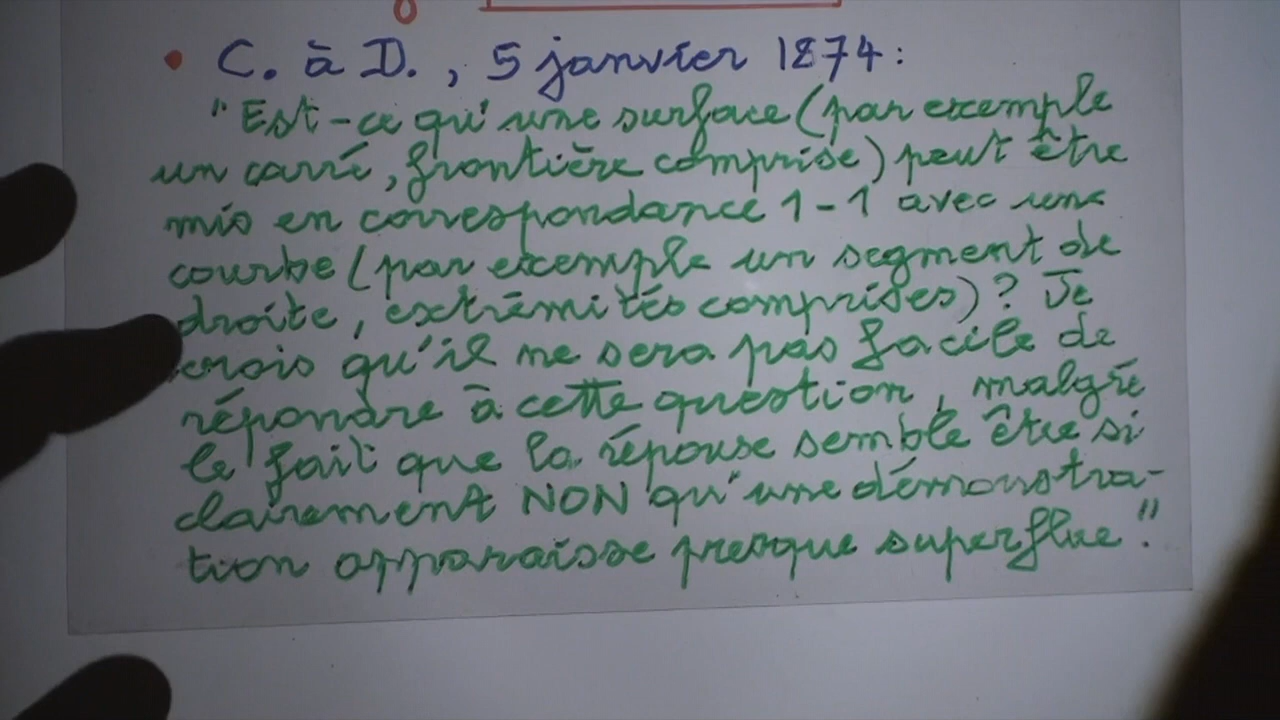 • C. à D., 5 janvier 1874:
"Est-ce qu'une surface (par exemple
un carré, frontière comprise) peut être
mis en correspondance 1-1 avec une
courbe (par exemple un segment de
droite, extrémités comprises)? Je
crois qu'il ne sera pas facile de
répondre à cette question, malgré
le fait que la réponse semble être si
clairement NON qu'une démonstra-
tion apparaisse presque superflue."